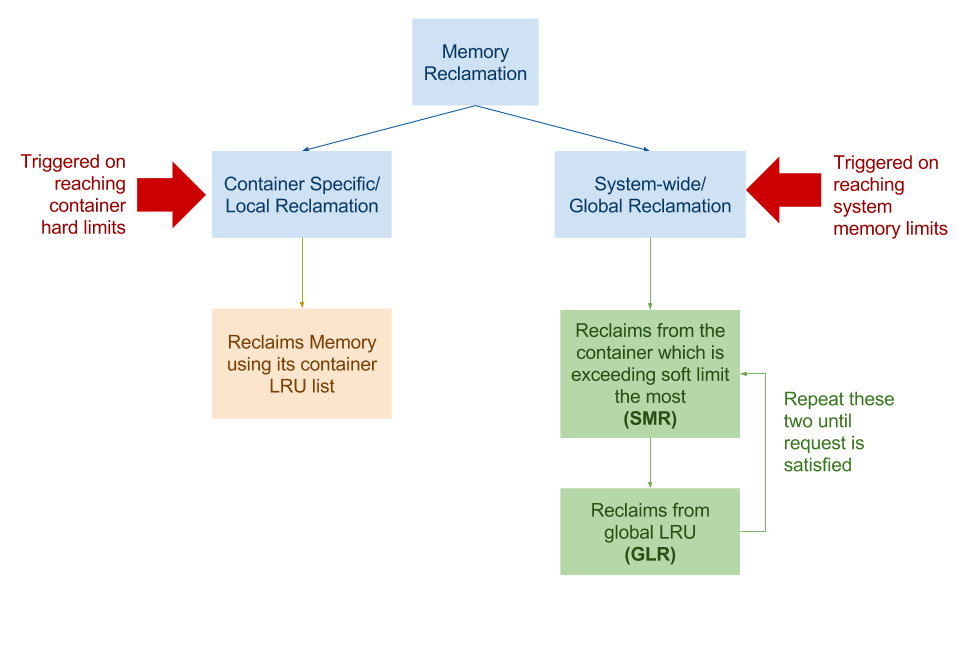 Memory
Reclamation
Triggered on
reaching
container
hard limits
Container Specific/
Local Reclamation
System-wide/
Global Reclamation
Triggered on
reaching
system
memory limits
Reclaims Memory
using its container
LRU list
Reclaims from the
container which is
exceeding soft limit
the most
(SMR)
Repeat these
two until
request is
satisfied
Reclaims from
global LRU
(GLR)